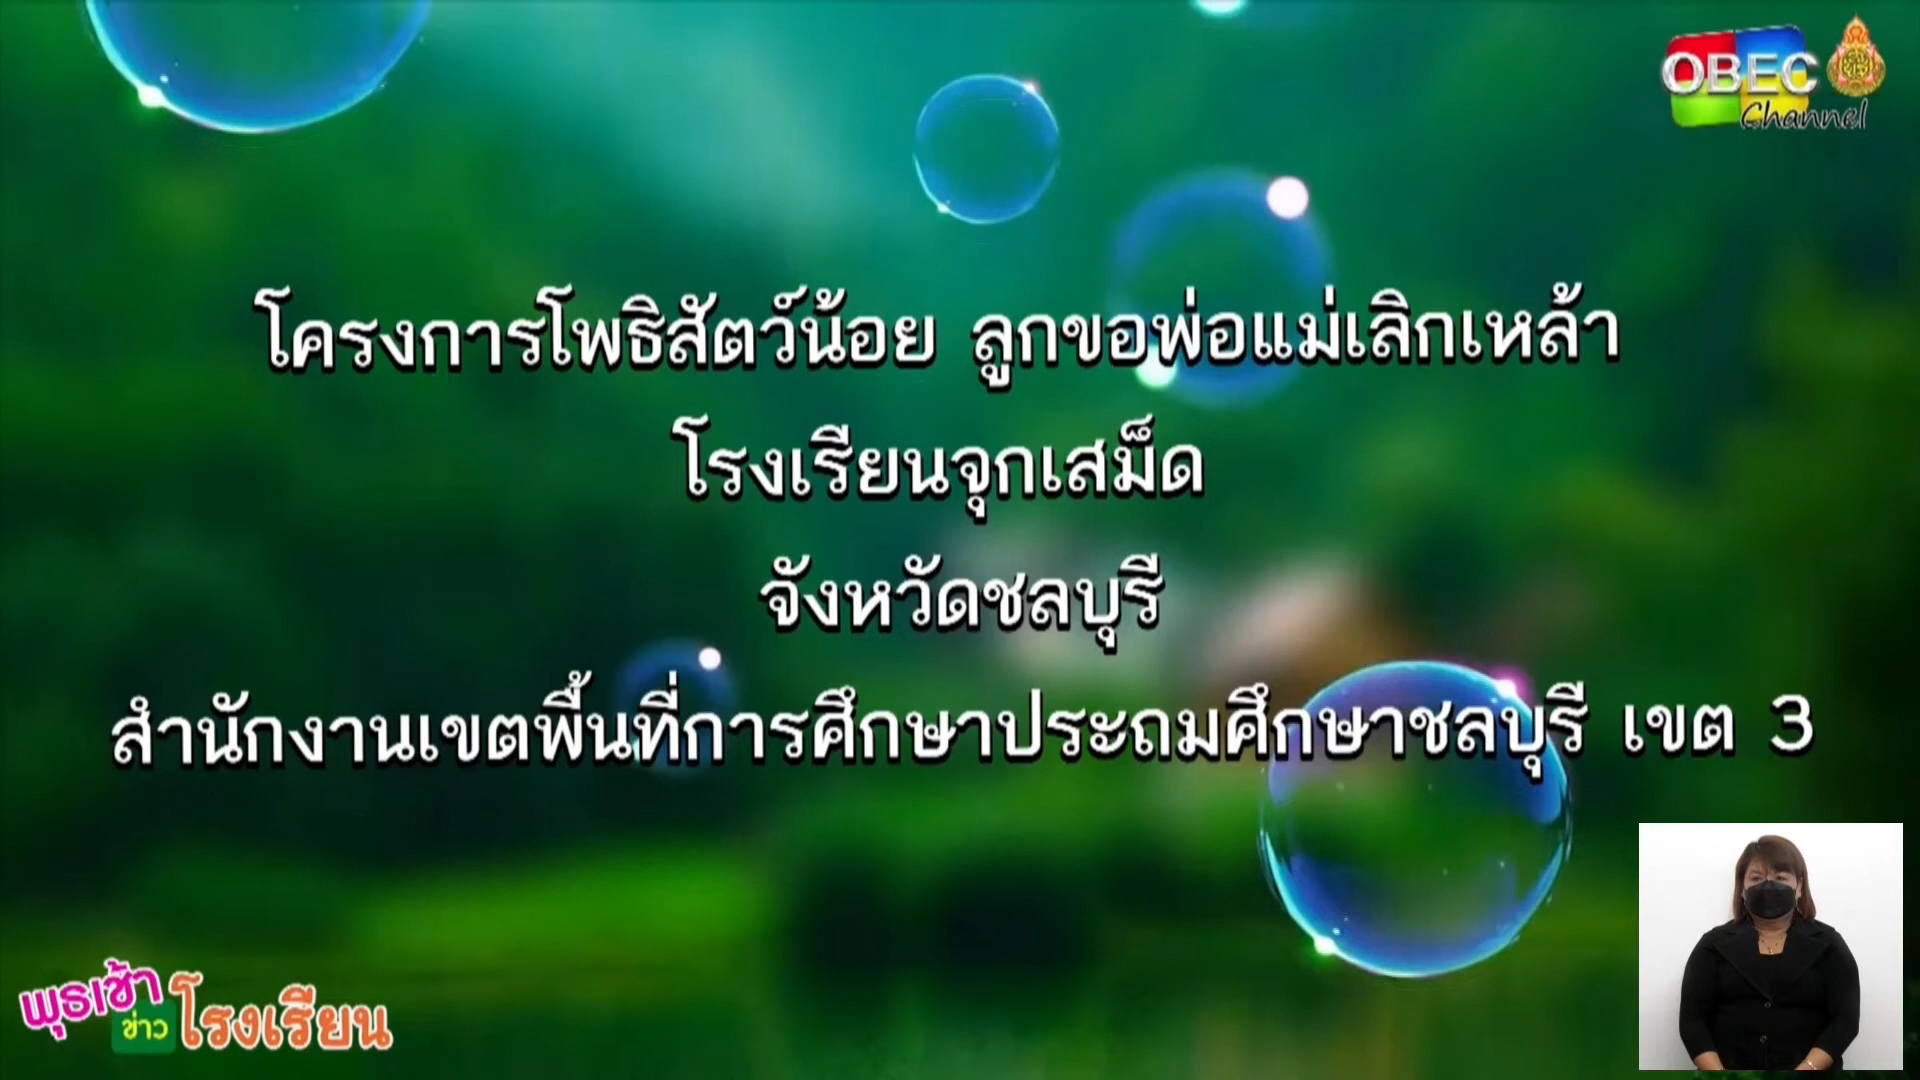 OBEC
Channel
โครงการโพธิสัตว์น้อย ลูกขอพ่อแม่เลิกเหล้า
โรงเรียนจุกเสม็ด
จังหวัดชลบุรี
สำนักงานเขตพื้นที่การศึกษาประถมศึกษาชลบุรี เขต 3
พุธเช้า
ข่าว โรงเรียน